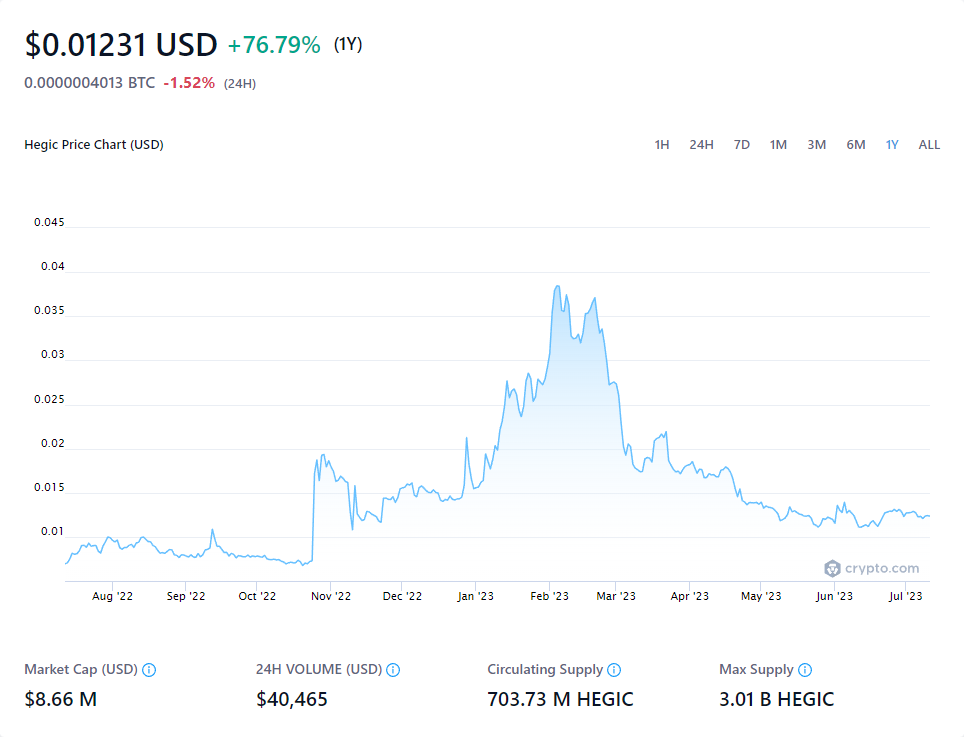 $0.01231 USD +76.79% (1Y)
0.0000004013 BTC -1.52% (24H)
Hegic Price Chart (USD) 1H 24H 7D 1M 3M 6M 1Y ALL
0.045
0.04
0.035
0.03
0.025
0.02
0.015
0.01
crypto.com
Aug '22 Sep '22 Oct '22 Nov '22 Dec '22 Jan '23 Feb '23 Mar '23 Apr '23 May '23 Jun '23 Jul '23
Market Cap (USD) 24H VOLUME (USD) Circulating Supply Max Supply
$8.66 M $40,465 703.73 M HEGIC 3.01 B HEGIC